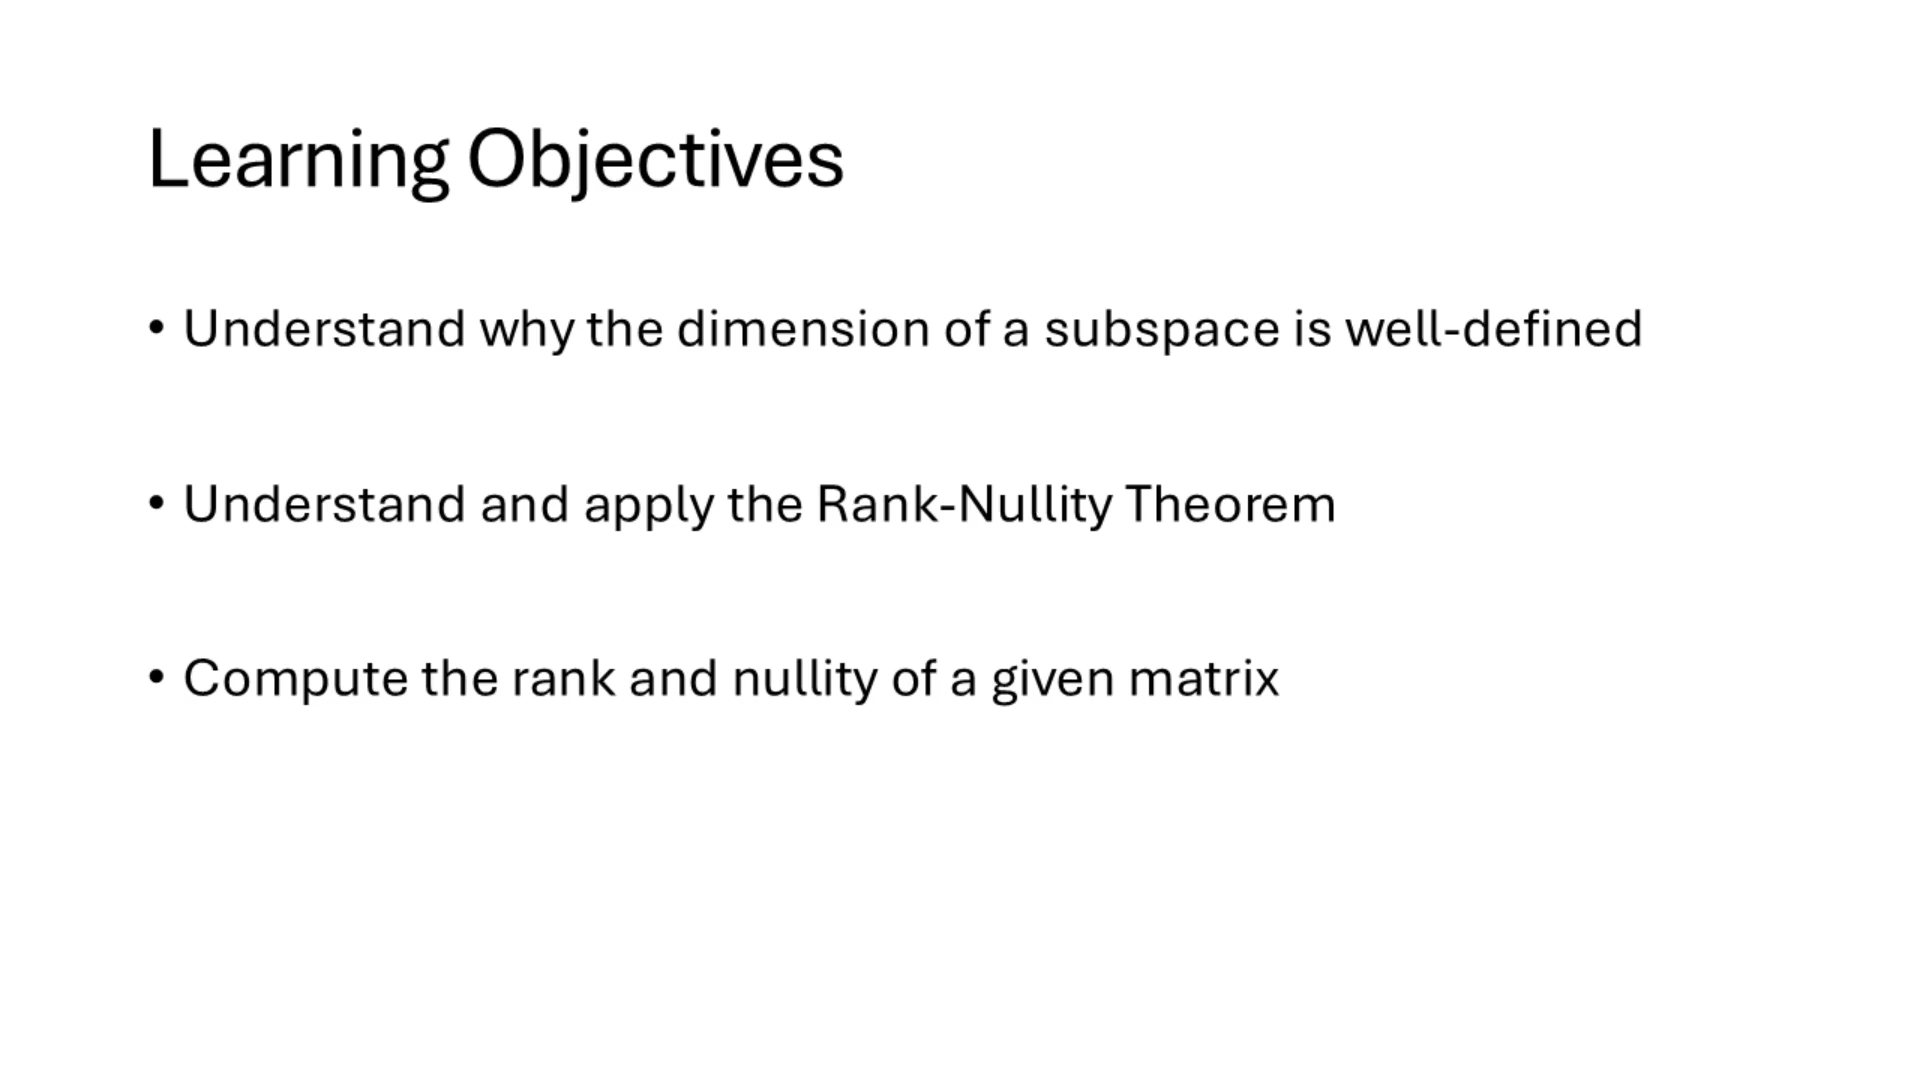 Learning Objectives
• Understand why the dimension of a subspace is well-defined
• Understand and apply the Rank-Nullity Theorem
• Compute the rank and nullity of a given matrix